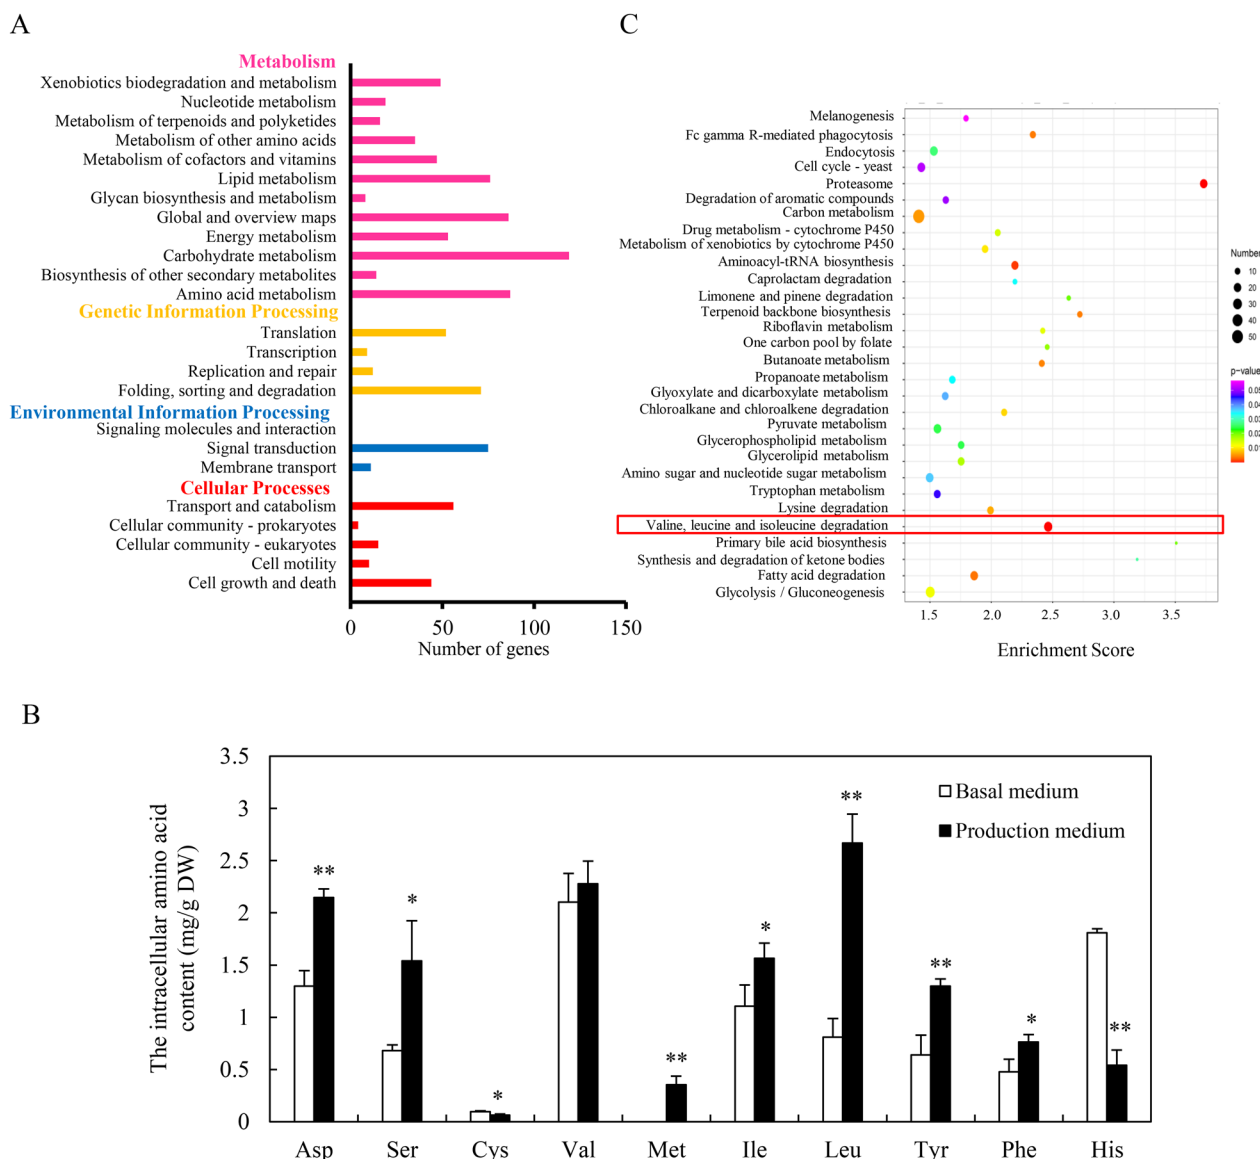 A
Metabolism
Xenobiotics biodegradation and metabolism
Nucleotide metabolism
Metabolism of terpenoids and polyketides
Metabolism of other amino acids
Metabolism of cofactors and vitamins
Lipid metabolism
Glycan biosynthesis and metabolism
Global and overview maps
Energy metabolism
Carbohydrate metabolism
Biosynthesis of other secondary metabolites
Amino acid metabolism
Genetic Information Processing
Translation
Transcription
Replication and repair
Folding, sorting and degradation
Environmental Information Processing
Signaling molecules and interaction
Signal transduction
Membrane transport
Cellular Processes
Transport and catabolism
Cellular community - prokaryotes
Cellular community - eukaryotes
Cell motility
Cell growth and death
0 50 100 150
Number of genes
C
Melanogenesis
Fc gamma R-mediated phagocytosis
Endocytosis
Cell cycle - yeast
Proteasome
Degradation of aromatic compounds
Carbon metabolism
Drug metabolism - cytochrome P450
Metabolism of xenobiotics by cytochrome P450
Aminoacyl-tRNA biosynthesis
Caprolactam degradation
Limonene and pinene degradation
Terpenoid backbone biosynthesis
Riboflavin metabolism
One carbon pool by folate
Butanoate metabolism
Propanoate metabolism
Glyoxylate and dicarboxylate metabolism
Chloroalkane and chloroalkene degradation
Pyruvate metabolism
Glycerophospholipid metabolism
Glycerolipid metabolism
Amino sugar and nucleotide sugar metabolism
Tryptophan metabolism
Lysine degradation
Valine, leucine and isoleucine degradation
Primary bile acid biosynthesis
Synthesis and degradation of ketone bodies
Fatty acid degradation
Glycolysis / Gluconeogenesis
1.5 2.0 2.5 3.0 3.5
Enrichment Score
Number
10
20
30
40
50
p-value
0.05
0.04
0.03
0.02
0.01
B
The intracellular amino acid
content (mg/g DW)
3.5
3
2.5
2
1.5
1
0.5
0
Basal medium
Production medium
** * * ** * ** ** * **
Asp Ser Cys Val Met Ile Leu Tyr Phe His